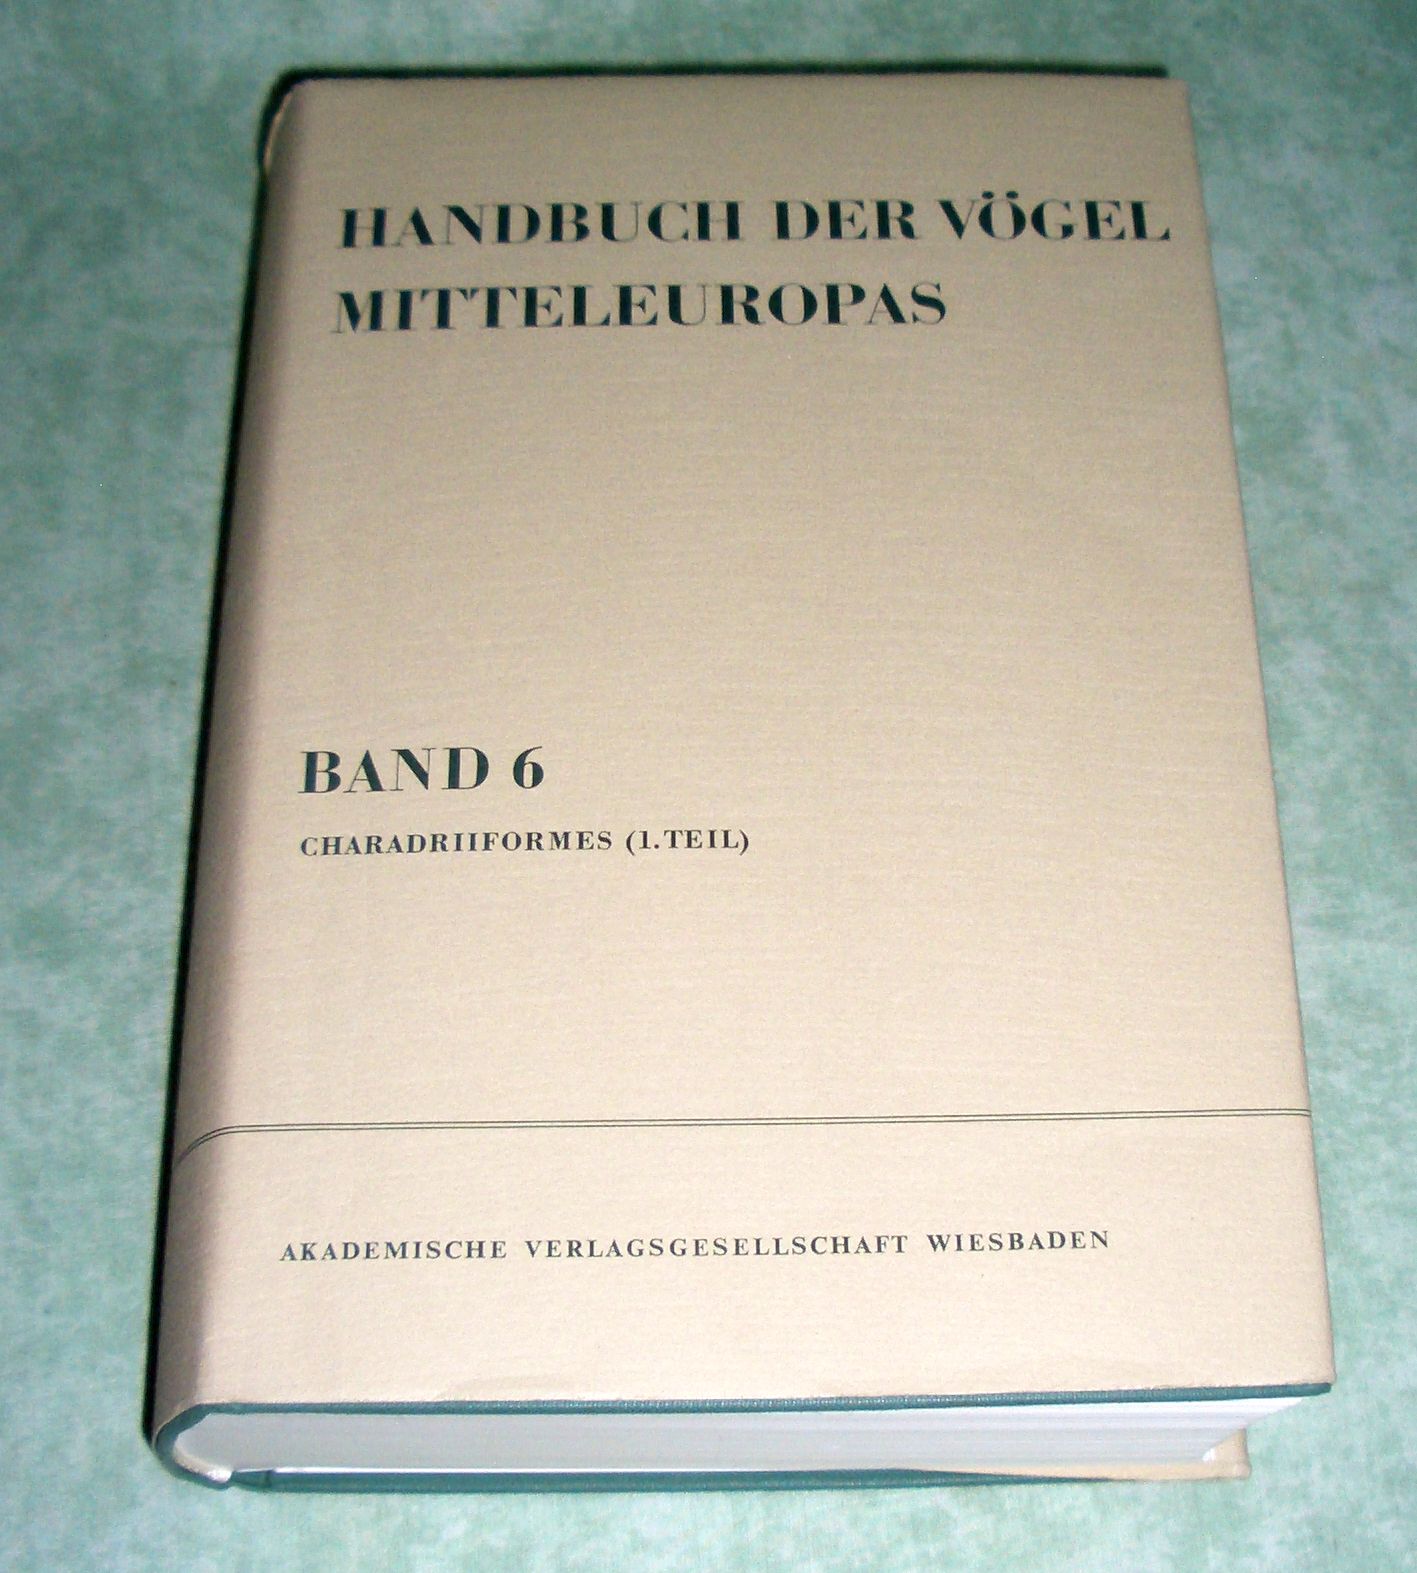 HANDBUCH DER VÖGEL
MITTELEUROPAS
BAND 6
CHARADRIIFORMES (1.TEIL)
AKADEMISCHE VERLAGSGESELLSCHAFT WIESBADEN